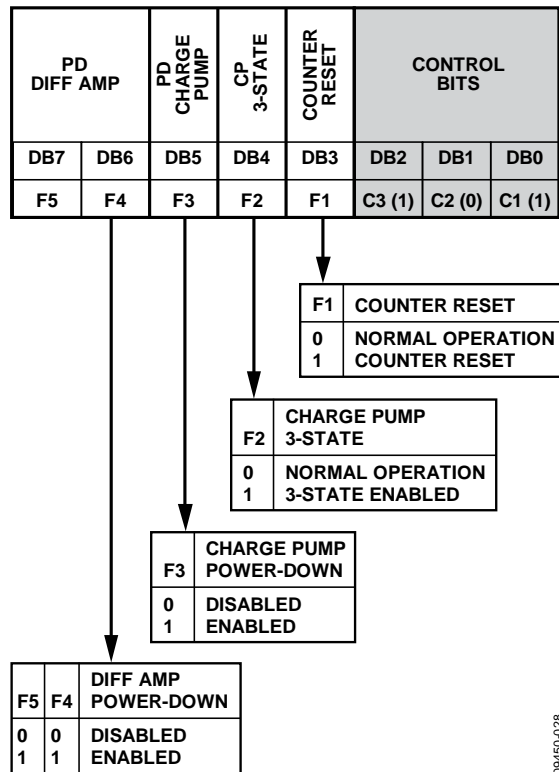 PD
DIFF AMP
PD
CHARGE
PUMP
CP
3-STATE
COUNTER
RESET
CONTROL
BITS
DB7 DB6 DB5 DB4 DB3 DB2 DB1 DB0
F5 F4 F3 F2 F1 C3 (1) C2 (0) C1 (1)
F1 COUNTER RESET
0 NORMAL OPERATION
1 COUNTER RESET
CHARGE PUMP
F2 3-STATE
0 NORMAL OPERATION
1 3-STATE ENABLED
CHARGE PUMP
F3 POWER-DOWN
0 DISABLED
1 ENABLED
DIFF AMP
F5 F4 POWER-DOWN
0 0 DISABLED
1 1 ENABLED
09450-028